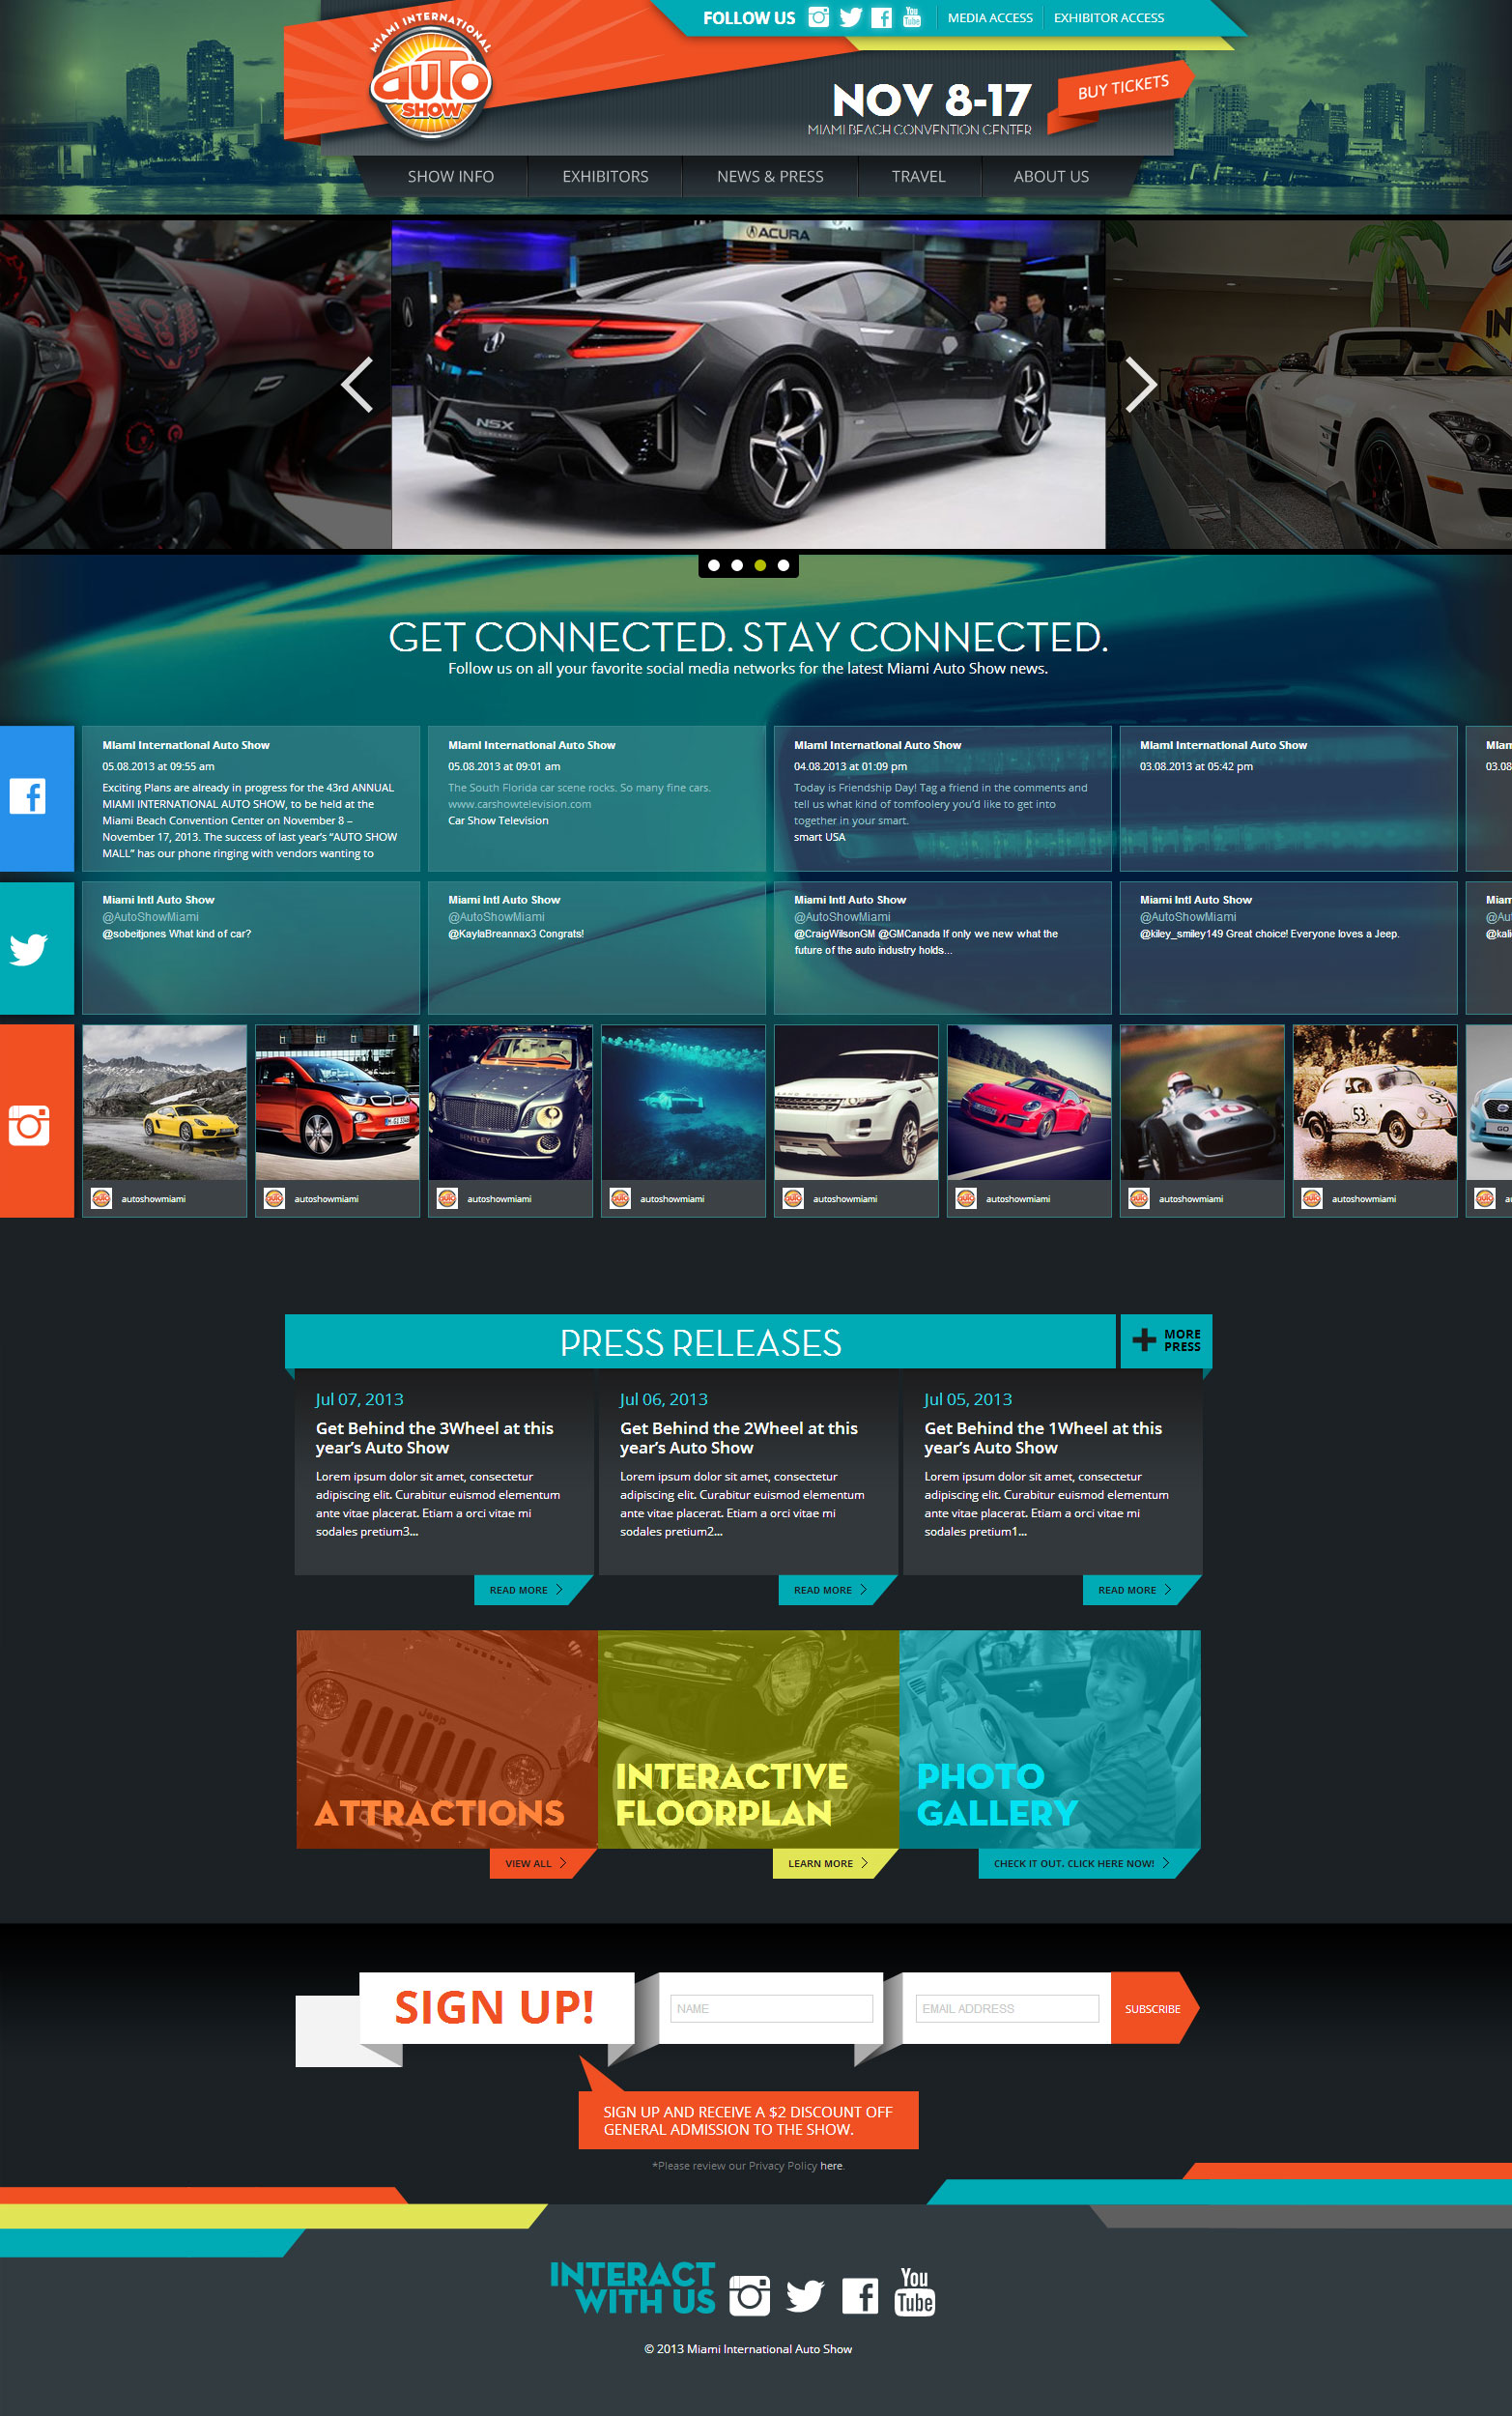 MIAMI INTERNATIONAL
AUTO
SHOW
FOLLOW US
You
Tube
MEDIA ACCESS
EXHIBITOR ACCESS
NOV 8-17
MIAMI BEACH CONVENTION CENTER
BUY TICKETS
SHOW INFO
EXHIBITORS
NEWS & PRESS
TRAVEL
ABOUT US
ACURA
NSX
IN
GET CONNECTED. STAY CONNECTED.
Follow us on all your favorite social media networks for the latest Miami Auto Show news.
Miami International Auto Show
05.08.2013 at 09:55 am
Exciting Plans are already in progress for the 43rd ANNUAL
MIAMI INTERNATIONAL AUTO SHOW, to be held at the
Miami Beach Convention Center on November 8 –
November 17, 2013. The success of last year's "AUTO SHOW
MALL" has our phone ringing with vendors wanting to
Miami International Auto Show
05.08.2013 at 09:01 am
The South Florida car scene rocks. So many fine cars.
www.carshowtelevision.com
Car Show Television
Miami International Auto Show
04.08.2013 at 01:09 pm
Today is Friendship Day! Tag a friend in the comments and
tell us what kind of tomfoolery you'd like to get into
together in your smart.
smart USA
Miami International Auto Show
03.08.2013 at 05:42 pm
Miam
03.08
Miami Intl Auto Show
@AutoShowMiami
@sobeitjones What kind of car?
Miami Intl Auto Show
@AutoShowMiami
@KaylaBreannax3 Congrats!
Miami Intl Auto Show
@AutoShowMiami
@CraigWilsonGM @GMCanada If only we new what the
future of the auto industry holds...
Miami Intl Auto Show
@AutoShowMiami
@kiley_smiley149 Great choice! Everyone loves a Jeep.
Miam
@Au
@kali
BENTLEY
16
53
53
GO
autoshowmiami
autoshowmiami
autoshowmiami
autoshowmiami
autoshowmiami
autoshowmiami
autoshowmiami
autoshowmiami
PRESS RELEASES
MORE
PRESS
Jul 07, 2013
Get Behind the 3Wheel at this
year's Auto Show
Lorem ipsum dolor sit amet, consectetur
adipiscing elit. Curabitur euismod elementum
ante vitae placerat. Etiam a orci vitae mi
sodales pretium3...
READ MORE
Jul 06, 2013
Get Behind the 2Wheel at this
year's Auto Show
Lorem ipsum dolor sit amet, consectetur
adipiscing elit. Curabitur euismod elementum
ante vitae placerat. Etiam a orci vitae mi
sodales pretium2...
READ MORE
Jul 05, 2013
Get Behind the 1Wheel at this
year's Auto Show
Lorem ipsum dolor sit amet, consectetur
adipiscing elit. Curabitur euismod elementum
ante vitae placerat. Etiam a orci vitae mi
sodales pretium1...
READ MORE
Jeep
ATTRACTIONS
VIEW ALL
INTERACTIVE
FLOORPLAN
LEARN MORE
PHOTO
GALLERY
CHECK IT OUT. CLICK HERE NOW!
SIGN UP!
NAME
EMAIL ADDRESS
SUBSCRIBE
SIGN UP AND RECEIVE A $2 DISCOUNT OFF
GENERAL ADMISSION TO THE SHOW.
*Please review our Privacy Policy here.
INTERACT
WITH US
You
Tube
© 2013 Miami International Auto Show